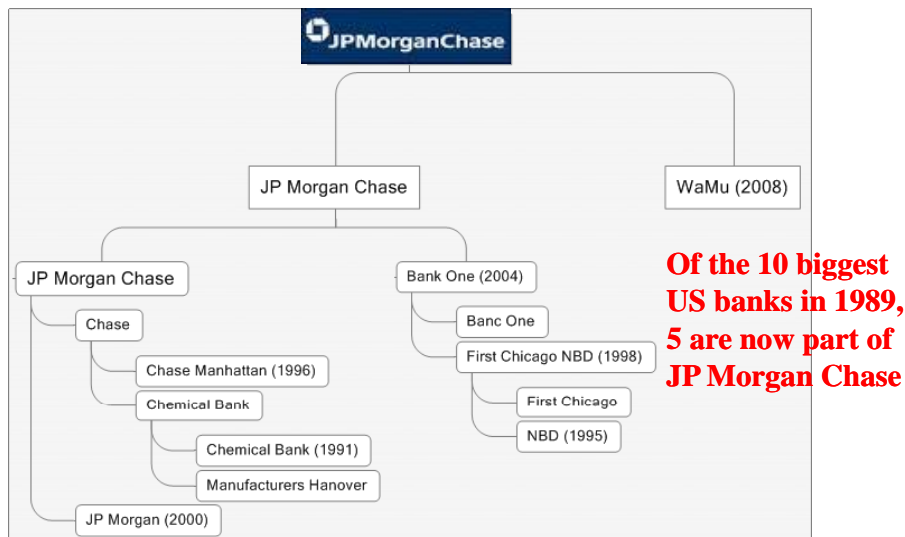 JPMorganChase
JP Morgan Chase
WaMu (2008)
JP Morgan Chase
Bank One (2004)
Of the 10 biggest
US banks in 1989,
5 are now part of
JP Morgan Chase
Chase
Banc One
First Chicago NBD (1998)
Chase Manhattan (1996)
Chemical Bank
First Chicago
NBD (1995)
Chemical Bank (1991)
Manufacturers Hanover
JP Morgan (2000)